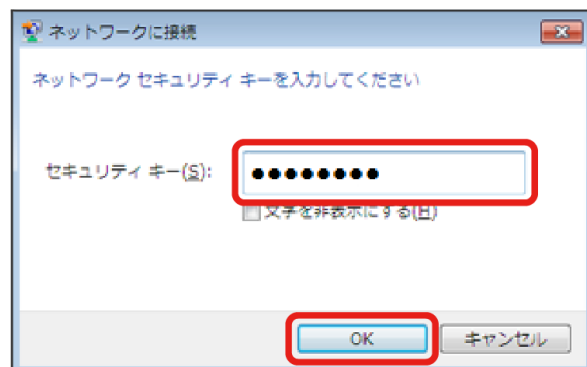 ネットワークに接続
ネットワーク セキュリティ キーを入力してください
セキュリティ キー(S): ●●●●●●●●
文字を非表示にする(H)
OK キャンセル